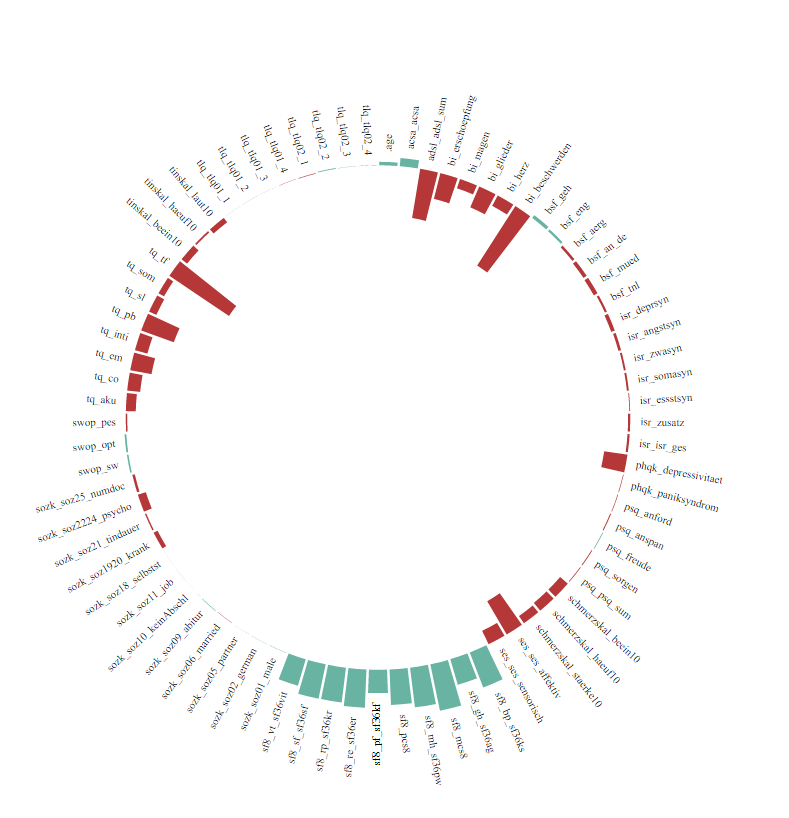 age
acsa_acsa
adsl_adsl_sum
bi_erschoepfung
bi_magen
bi_glieder
bi_herz
bi_beschwerden
bsf_geh
bsf_eng
bsf_aerg
bsf_an_de
bsf_mued
bsf_tnl
isr_deprsyn
isr_angstsyn
isr_zwasyn
isr_somasyn
isr_essstsyn
isr_zusatz
isr_isr_ges
phqk_depressivitaet
phqk_paniksyndrom
psq_anford
psq_anspan
psq_freude
psq_sorgen
psq_psq_sum
schmerzskal_beein10
schmerzskal_haeuf10
schmerzskal_staerke10
ses_ses_affektiv
ses_ses_sensorisch
sf8_bp_sf36ks
sf8_gh_sf36ag
sf8_mcs8
sf8_mh_sf36pw
sf8_pcs8
sf8_pf_sf36kf
sf8_re_sf36er
sf8_rp_sf36kr
sf8_sf_sf36sf
sf8_vt_sf36vit
sozk_soz01_male
sozk_soz02_german
sozk_soz05_partner
sozk_soz06_married
sozk_soz09_abitur
sozk_soz10_keinAbschl
sozk_soz11_job
sozk_soz18_selbstst
sozk_soz1920_krank
sozk_soz21_tindauer
sozk_soz2224_psycho
sozk_soz25_numdoc
swop_sw
swop_opt
swop_pes
tq_aku
tq_co
tq_em
tq_inti
tq_pb
tq_sl
tq_som
tq_tf
tinskal_beein10
tinskal_haeuf10
tinskal_laut10
tlq_tlq01_1
tlq_tlq01_2
tlq_tlq01_3
tlq_tlq01_4
tlq_tlq02_1
tlq_tlq02_2
tlq_tlq02_3
tlq_tlq02_4